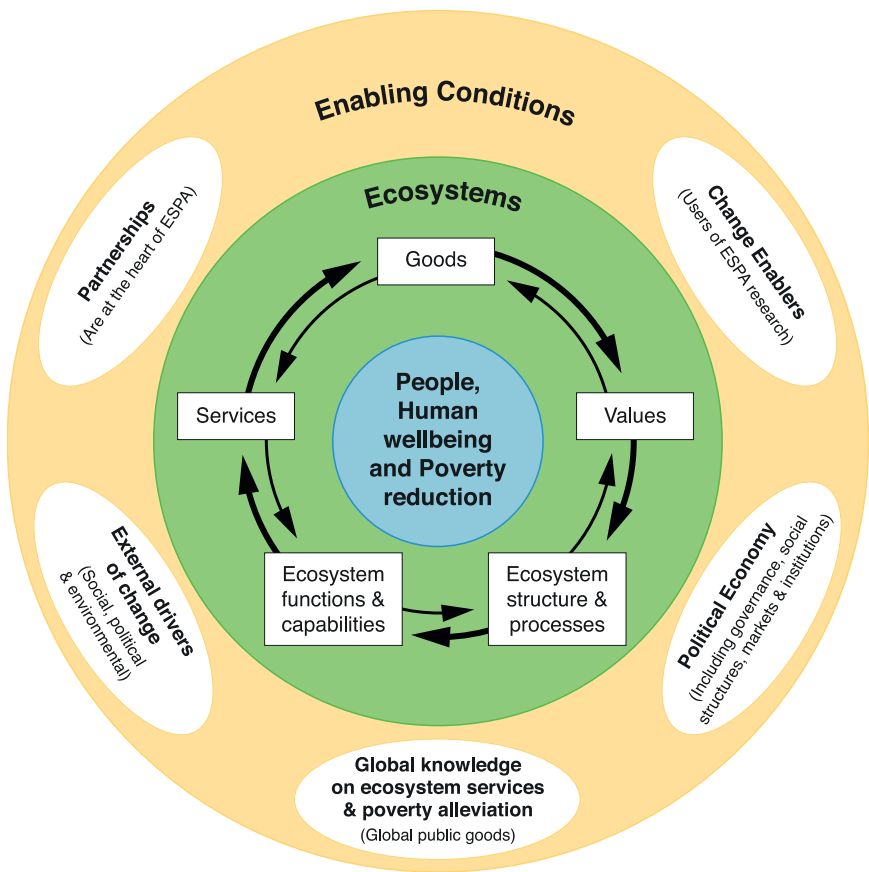 Enabling Conditions
Partnerships
(Are at the heart of ESPA)
Change Enablers
(Users of ESPA research)
Ecosystems
Goods
Services
Values
People,
Human
wellbeing
and Poverty
reduction
Ecosystem
functions &
capabilities
Ecosystem
structure &
processes
External drivers
of change
(Social, political
& environmental)
Political Economy
(Including governance, social
structures, markets & institutions)
Global knowledge
on ecosystem services
& poverty alleviation
(Global public goods)